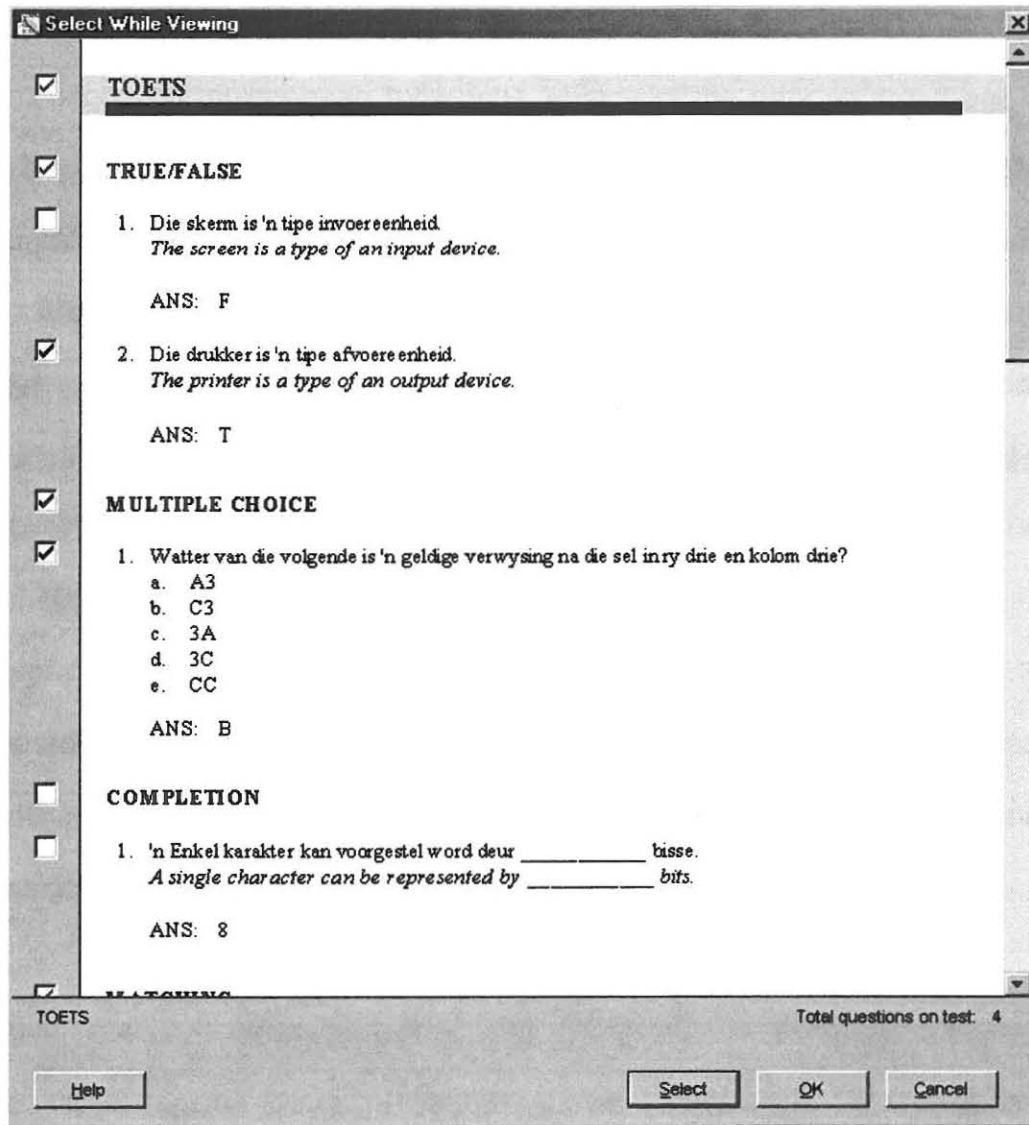 Select While Viewing
TOETS
TRUE/FALSE
1. Die skerm is 'n tipe invoereenheid.
The screen is a type of an input device.
ANS: F
2. Die drukker is 'n tipe afvoereenheid.
The printer is a type of an output device.
ANS: T
MULTIPLE CHOICE
1. Watter van die volgende is 'n geldige verwysing na die sel in ry drie en kolom drie?
a. A3
b. C3
c. 3A
d. 3C
e. CC
ANS: B
COMPLETION
1. 'n Enkel karakter kan voorgestel word deur __________ bisse.
A single character can be represented by __________ bits.
ANS: 8
MATCHING
TOETS Total questions on test: 4
Help Select OK Cancel